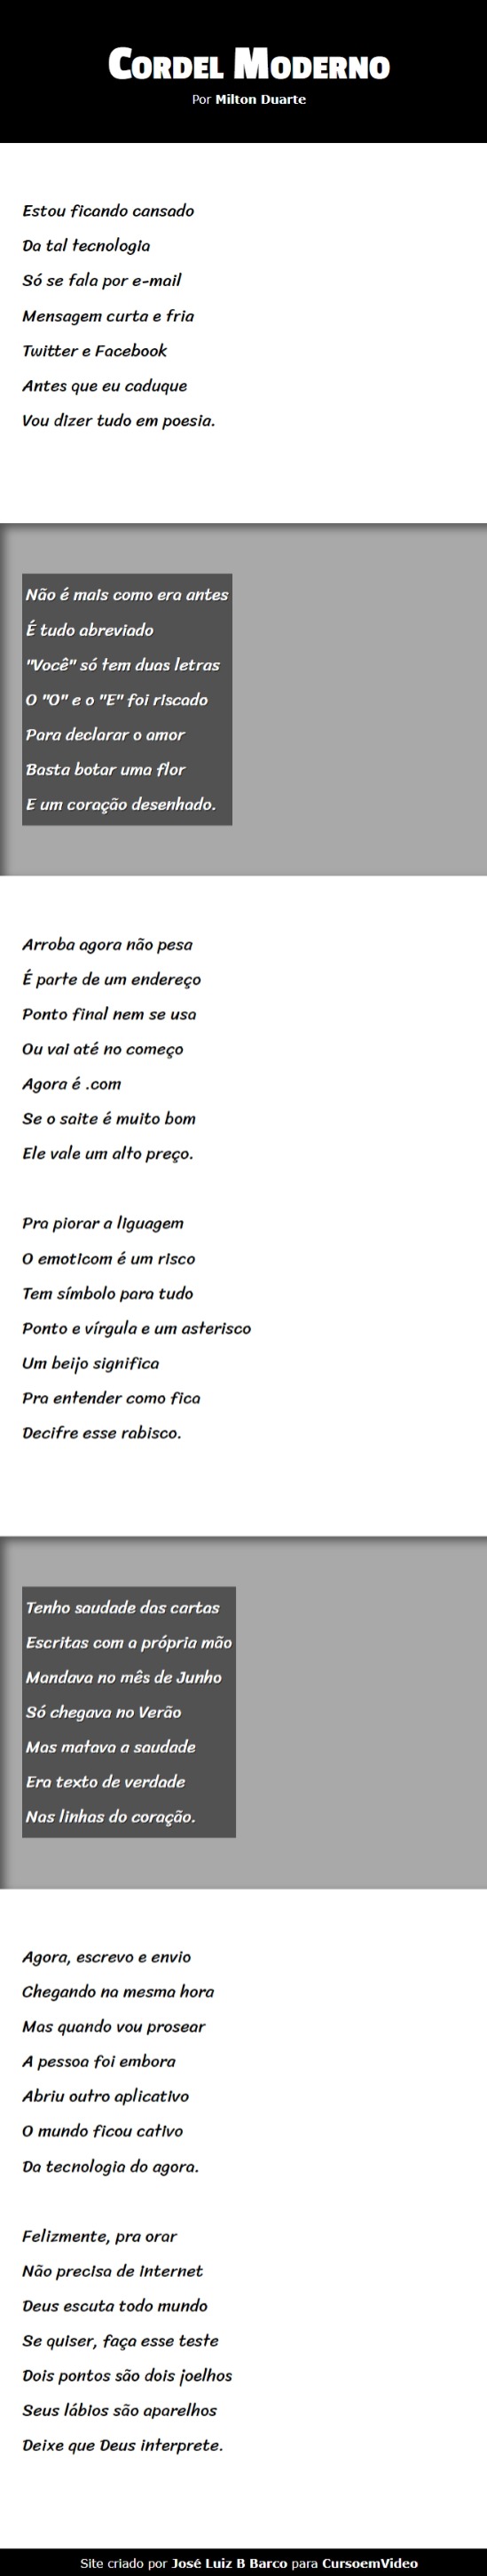 Cordel Moderno
Por Milton Duarte
Estou ficando cansado
Da tal tecnologia
Só se fala por e-mail
Mensagem curta e fria
Twitter e Facebook
Antes que eu caduque
Vou dizer tudo em poesia.
Não é mais como era antes
É tudo abreviado
"Você" só tem duas letras
O "O" e o "E" foi riscado
Para declarar o amor
Basta botar uma flor
E um coração desenhado.
Arroba agora não pesa
É parte de um endereço
Ponto final nem se usa
Ou vai até no começo
Agora é .com
Se o saite é muito bom
Ele vale um alto preço.
Pra piorar a liguagem
O emoticom é um risco
Tem símbolo para tudo
Ponto e vírgula e um asterisco
Um beijo significa
Pra entender como fica
Decifre esse rabisco.
Tenho saudade das cartas
Escritas com a própria mão
Mandava no mês de Junho
Só chegava no Verão
Mas matava a saudade
Era texto de verdade
Nas linhas do coração.
Agora, escrevo e envio
Chegando na mesma hora
Mas quando vou prosear
A pessoa foi embora
Abriu outro aplicativo
O mundo ficou cativo
Da tecnologia do agora.
Felizmente, pra orar
Não precisa de internet
Deus escuta todo mundo
Se quiser, faça esse teste
Dois pontos são dois joelhos
Seus lábios são aparelhos
Deixe que Deus interprete.
Site criado por José Luiz B Barco para CursoemVideo